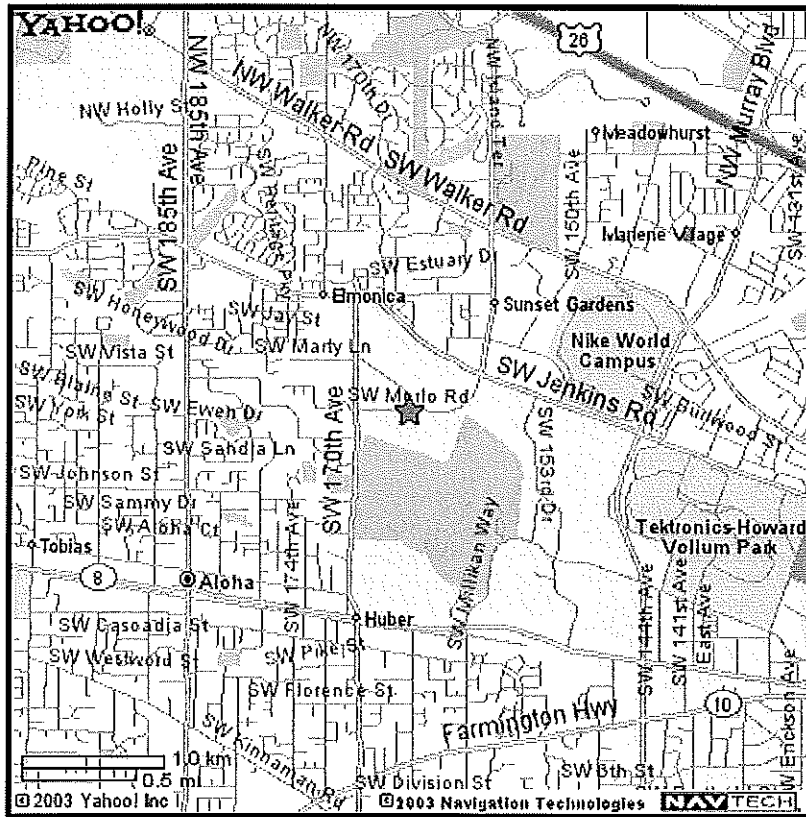 YAHOO!
26
NW 185th Ave
NW 170th Dr
NW Murray Blvd
NW Holly St
NW Walker Rd
SW Walker Rd
SW 150th Ave
Meadowhurst
SW 131st
Pine St
SW 185th Ave
Marlene Village
SW Estuary Dr
Elmonica
Sunset Gardens
SW Honeywood Dr
SW Jay St
Nike World
Campus
SW Vista St
SW Marty Ln
SW Jenkins Rd
SW Blaine St
SW Merlo Rd
SW Burlwood St
SW York St
SW Ewen Dr
SW 170th Ave
SW 153rd Dr
SW Sahdia Ln
SW Johnson St
SW Sammy Dr
SW Aloha Ct
SW 174th Ave
SW Millikan Way
Tektronics-Howard
Vollum Park
Tobias
8
Aloha
SW 144th Ave
SW 141st Ave
East Ave
Huber
SW Cascadia St
SW Pike St
SW Florence St
SW Kinnaman Rd
Farmington Hwy
10
SW Erickson Ave
1.0 km
0.5 mi
SW Division St
SW 6th St
©2003 Yahoo! Inc
©2003 Navigation Technologies
NAVTECH